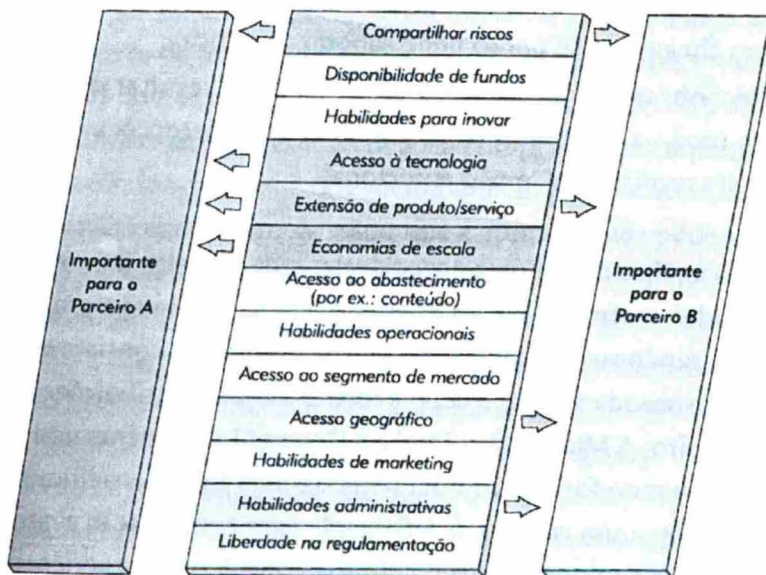 Compartilhar riscos
Disponibilidade de fundos
Habilidades para inovar
Acesso à tecnologia
Extensão de produto/serviço
Economias de escala
Acesso ao abastecimento
(por ex.: conteúdo)
Habilidades operacionais
Acesso ao segmento de mercado
Acesso geográfico
Habilidades de marketing
Habilidades administrativas
Liberdade na regulamentação
Importante
para o
Parceiro A
Importante
para o
Parceiro B